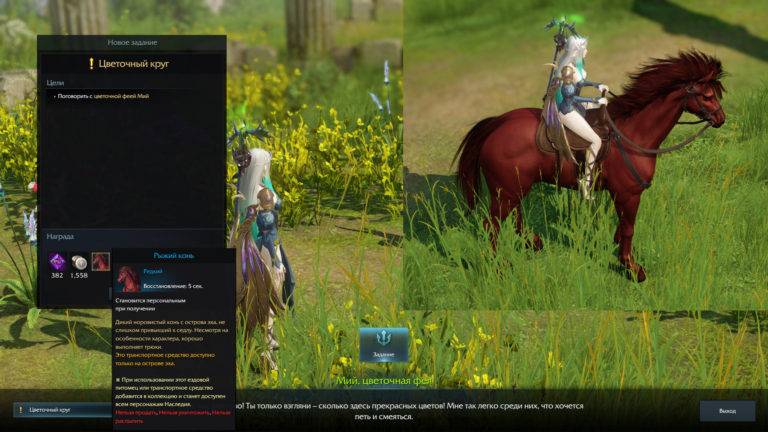 Новое задание
! Цветочный круг
Цели
• Поговорить с цветочной феей Мий
Награда
382 1,558
Рыжий конь
Редкий
Восстановление: 5 сек.
Становится персональным
при получении
Дикий норовистый конь с острова эха, не
слишком привыкший к седлу. Несмотря на
особенности характера, хорошо
выполняет трюки.
Это транспортное средство доступно
только на острове эха.
※ При использовании этот ездовой
питомец или транспортное средство
добавится в коллекцию и станет доступен
всем персонажам Наследия.
Нельзя продать, Нельзя уничтожить, Нельзя
распылить
Задание
Мий, цветочная фея
но! Ты только взгляни – сколько здесь прекрасных цветов! Мне так легко среди них, что хочется
петь и смеяться.
! Цветочный круг
Выход